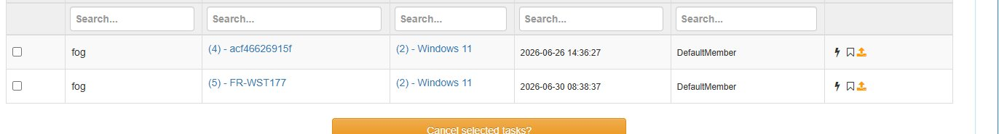 Search... Search... Search... Search... Search...
fog (4) - acf46626915f (2) - Windows 11 2026-06-26 14:36:27 DefaultMember
fog (5) - FR-WST177 (2) - Windows 11 2026-06-30 08:38:37 DefaultMember
Cancel selected tasks?